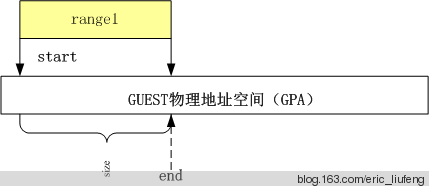 range1
start
GUEST物理地址空间（GPA）
size
end
blog.163.com/eric_liufeng